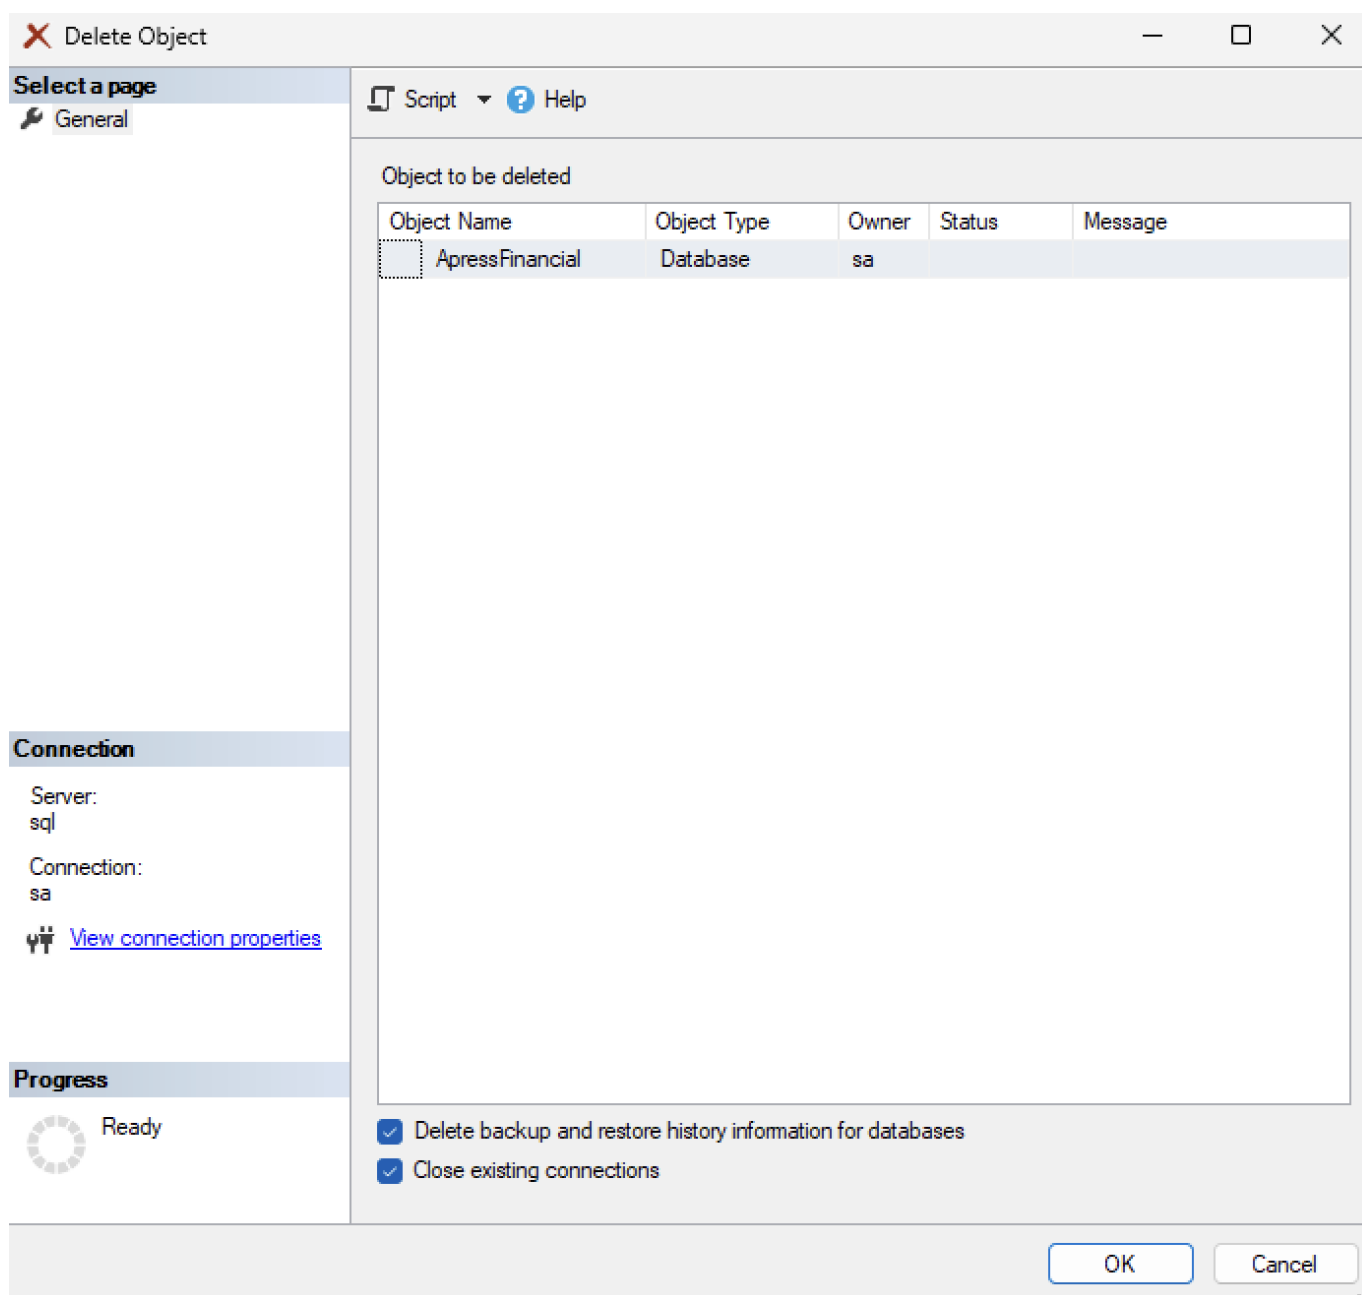 Delete Object
Select a page
General
Script
Help
Object to be deleted
Object Name Object Type Owner Status Message
ApressFinancial Database sa
Connection
Server:
sql
Connection:
sa
View connection properties
Progress
Ready
Delete backup and restore history information for databases
Close existing connections
OK Cancel